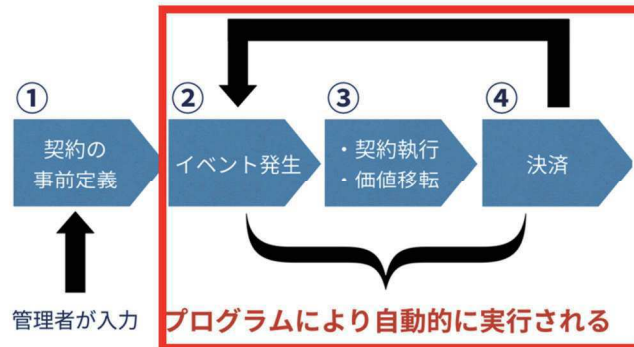 ①
契約の
事前定義
②
イベント発生
③
・契約執行
・価値移転
④
決済
管理者が入力
プログラムにより自動的に実行される